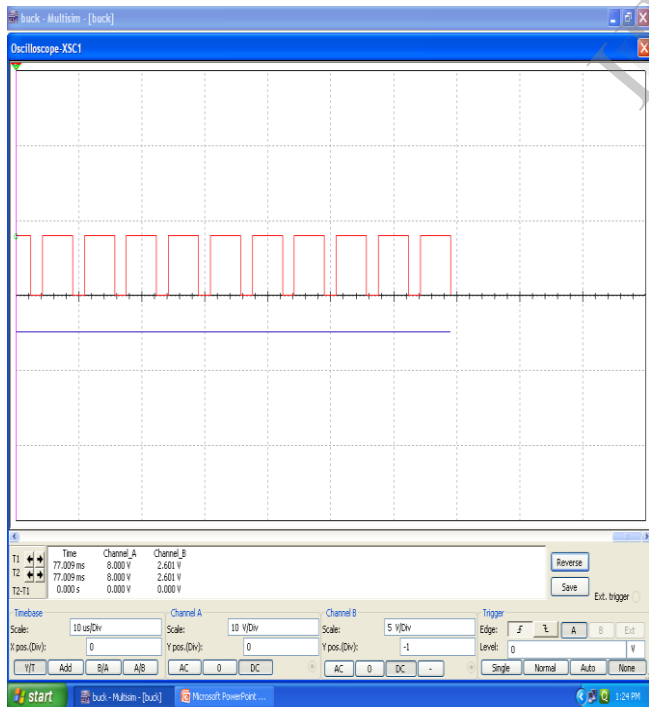 buck - Multisim - [buck]
Oscilloscope-XSC1
Time Channel_A Channel_B
T1 77.009 ms 8.000 V 2.601 V
T2 77.009 ms 8.000 V 2.601 V
T2-T1 0.000 s 0.000 V 0.000 V
Reverse
Save
Ext. trigger
Timebase Channel A Channel B Trigger
Scale: 10 us/Div Scale: 10 V/Div Scale: 5 V/Div Edge: A B Ext
X pos.(Div): 0 Y pos.(Div): 0 Y pos.(Div): -1 Level: 0 V
Y/T Add B/A A/B AC 0 DC AC 0 DC - Single Normal Auto None
start buck - Multisim - [buck] Microsoft PowerPoint ... 1:24 PM